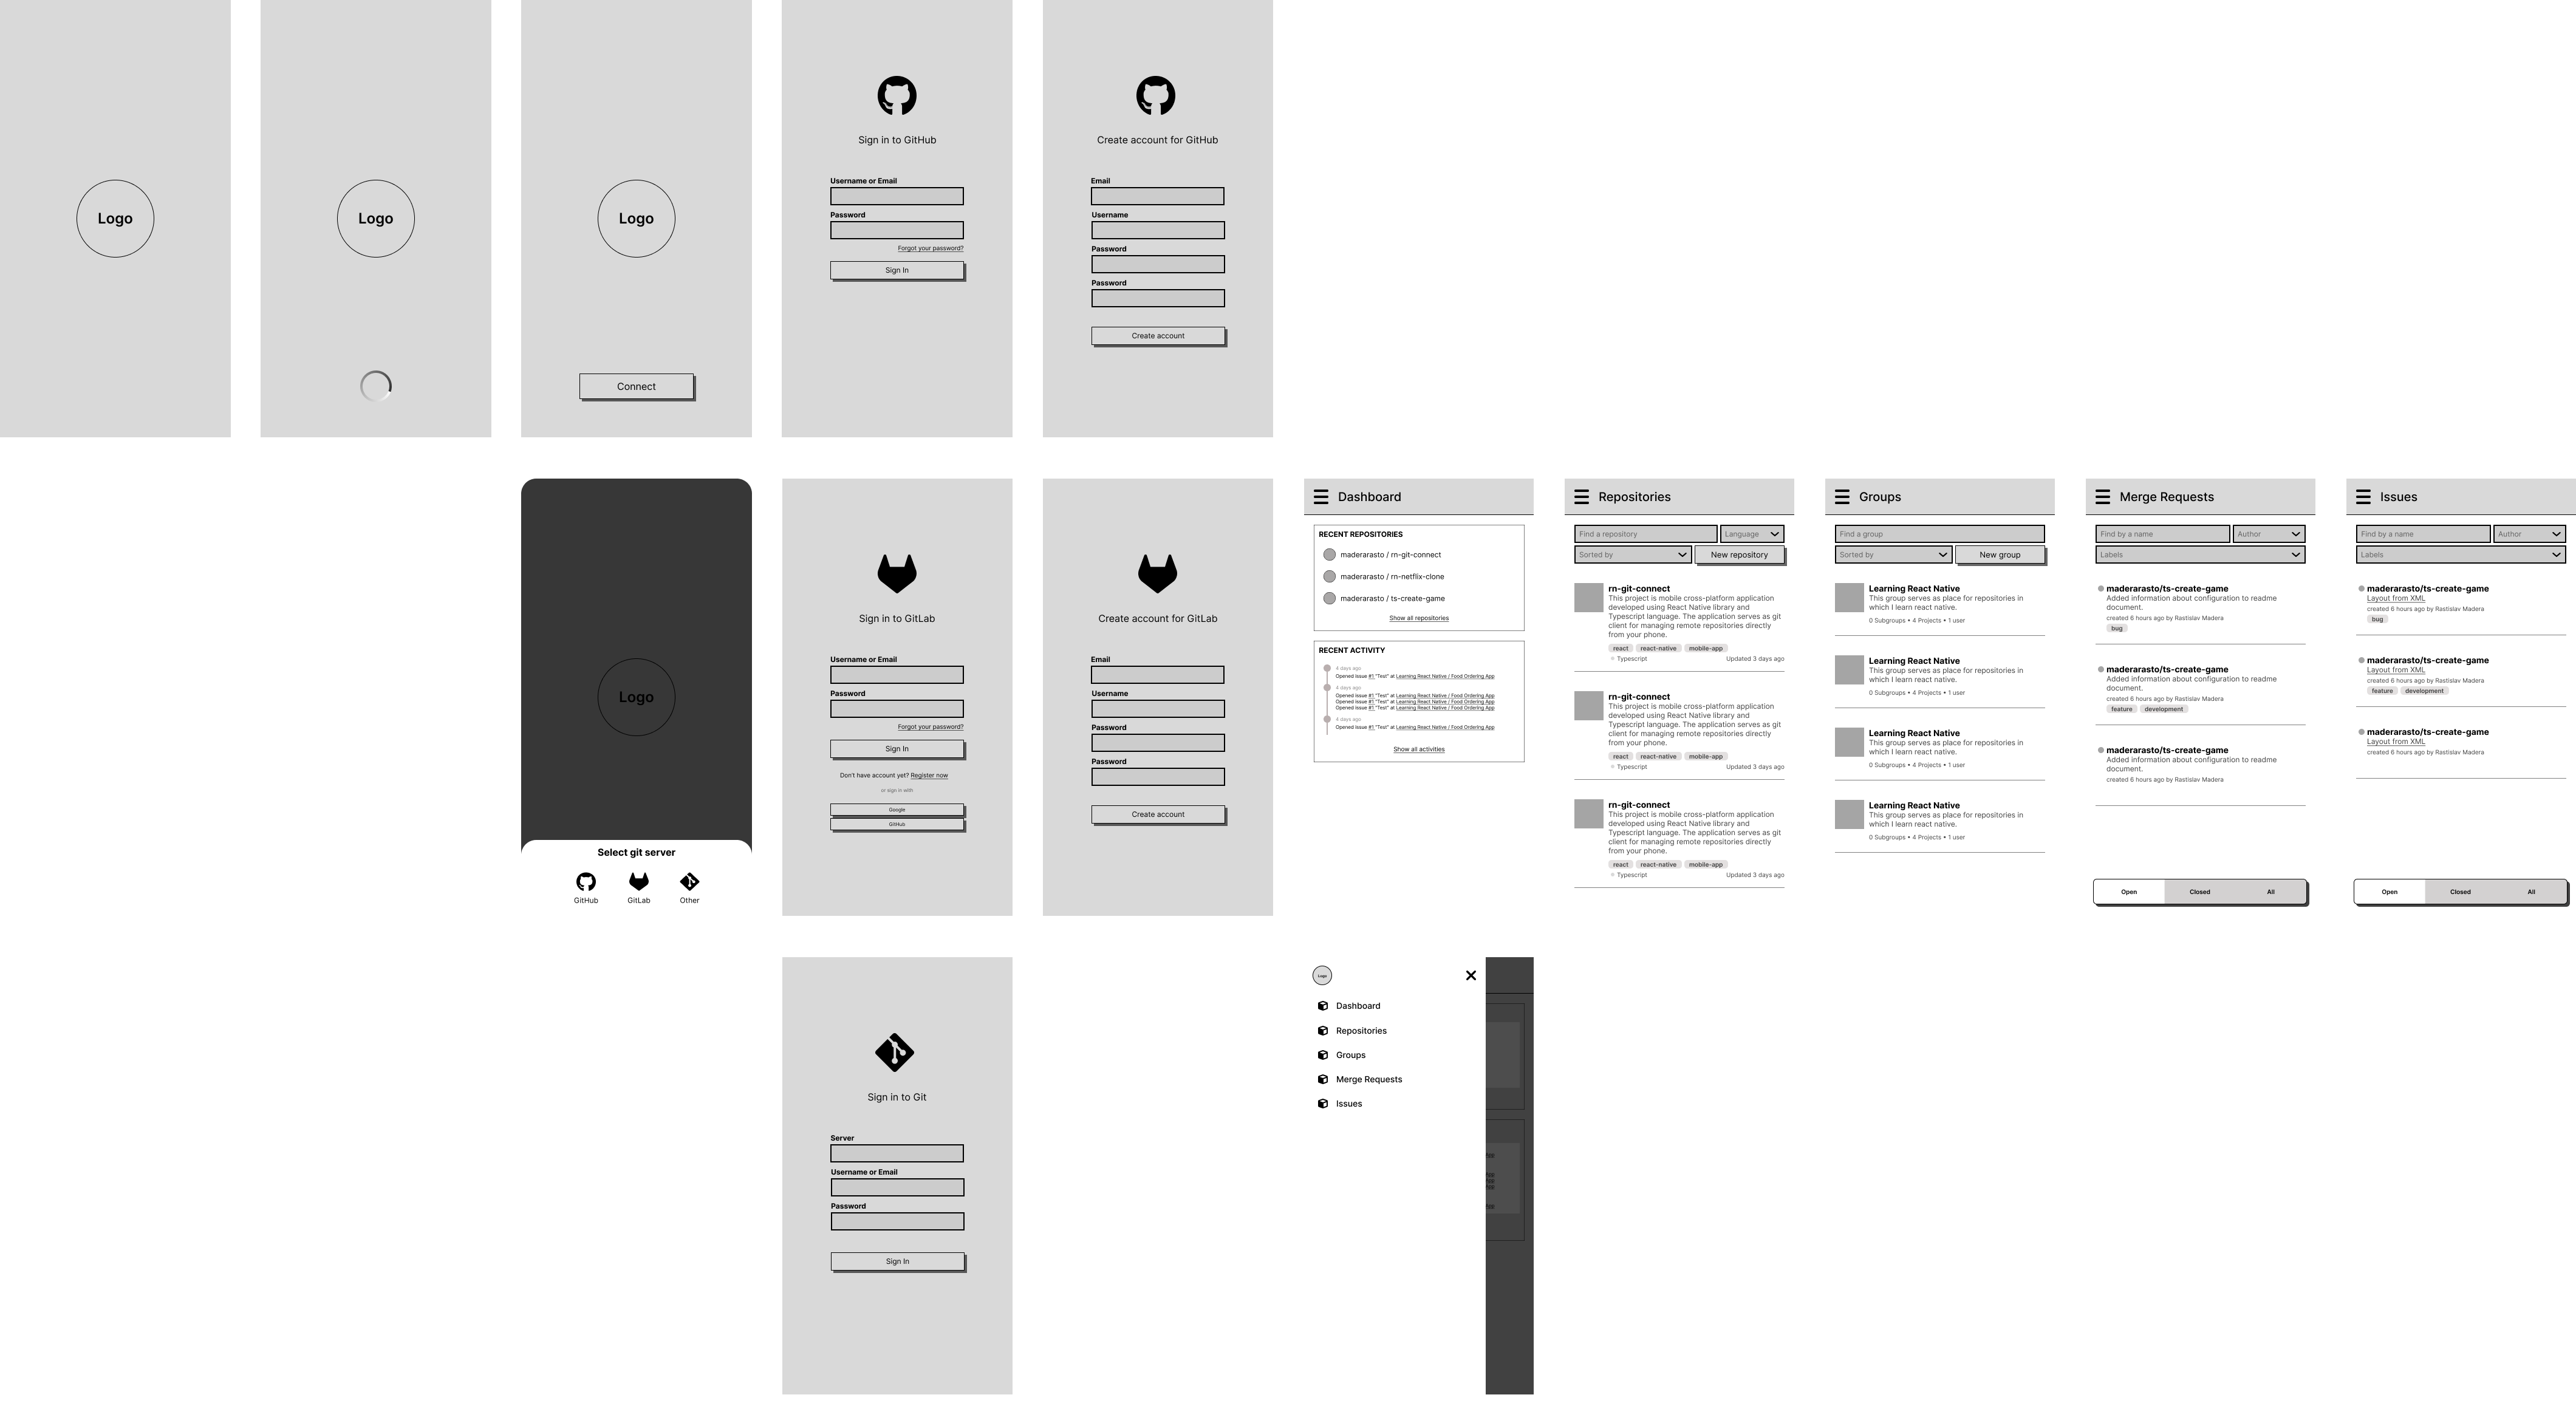 Logo
Logo
Logo
Connect
Sign in to GitHub
Username or Email
Password
Forgot your password?
Sign In
Create account for GitHub
Email
Username
Password
Password
Create account
Logo
Select git server
GitHub
GitLab
Other
Sign in to GitLab
Username or Email
Password
Forgot your password?
Sign In
Don't have account yet? Register now
or sign in with
Google
GitHub
Create account for GitLab
Email
Username
Password
Password
Create account
Dashboard
RECENT REPOSITORIES
maderarasto / rn-git-connect
maderarasto / rn-netflix-clone
maderarasto / ts-create-game
Show all repositories
RECENT ACTIVITY
4 days ago
Opened issue #1 "Test" at Learning React Native / Food Ordering App
4 days ago
Opened issue #1 "Test" at Learning React Native / Food Ordering App
Opened issue #1 "Test" at Learning React Native / Food Ordering App
Opened issue #1 "Test" at Learning React Native / Food Ordering App
4 days ago
Opened issue #1 "Test" at Learning React Native / Food Ordering App
Show all activities
Repositories
Find a repository
Language
Sorted by
New repository
rn-git-connect
This project is mobile cross-platform application
developed using React Native library and
Typescript language. The application serves as git
client for managing remote repositories directly
from your phone.
react react-native mobile-app
Typescript Updated 3 days ago
rn-git-connect
This project is mobile cross-platform application
developed using React Native library and
Typescript language. The application serves as git
client for managing remote repositories directly
from your phone.
react react-native mobile-app
Typescript Updated 3 days ago
rn-git-connect
This project is mobile cross-platform application
developed using React Native library and
Typescript language. The application serves as git
client for managing remote repositories directly
from your phone.
react react-native mobile-app
Typescript Updated 3 days ago
Groups
Find a group
Sorted by
New group
Learning React Native
This group serves as place for repositories in
which I learn react native.
0 Subgroups • 4 Projects • 1 user
Learning React Native
This group serves as place for repositories in
which I learn react native.
0 Subgroups • 4 Projects • 1 user
Learning React Native
This group serves as place for repositories in
which I learn react native.
0 Subgroups • 4 Projects • 1 user
Learning React Native
This group serves as place for repositories in
which I learn react native.
0 Subgroups • 4 Projects • 1 user
Merge Requests
Find by a name
Author
Labels
maderarasto/ts-create-game
Added information about configuration to readme
document.
created 6 hours ago by Rastislav Madera
bug
maderarasto/ts-create-game
Added information about configuration to readme
document.
created 6 hours ago by Rastislav Madera
feature development
maderarasto/ts-create-game
Added information about configuration to readme
document.
created 6 hours ago by Rastislav Madera
Open Closed All
Issues
Find by a name
Author
Labels
maderarasto/ts-create-game
Layout from XML
created 6 hours ago by Rastislav Madera
bug
maderarasto/ts-create-game
Layout from XML
created 6 hours ago by Rastislav Madera
feature development
maderarasto/ts-create-game
Layout from XML
created 6 hours ago by Rastislav Madera
Open Closed All
Sign in to Git
Server
Username or Email
Password
Sign In
Logo
Dashboard
Repositories
Groups
Merge Requests
Issues
App
App
App
App
App